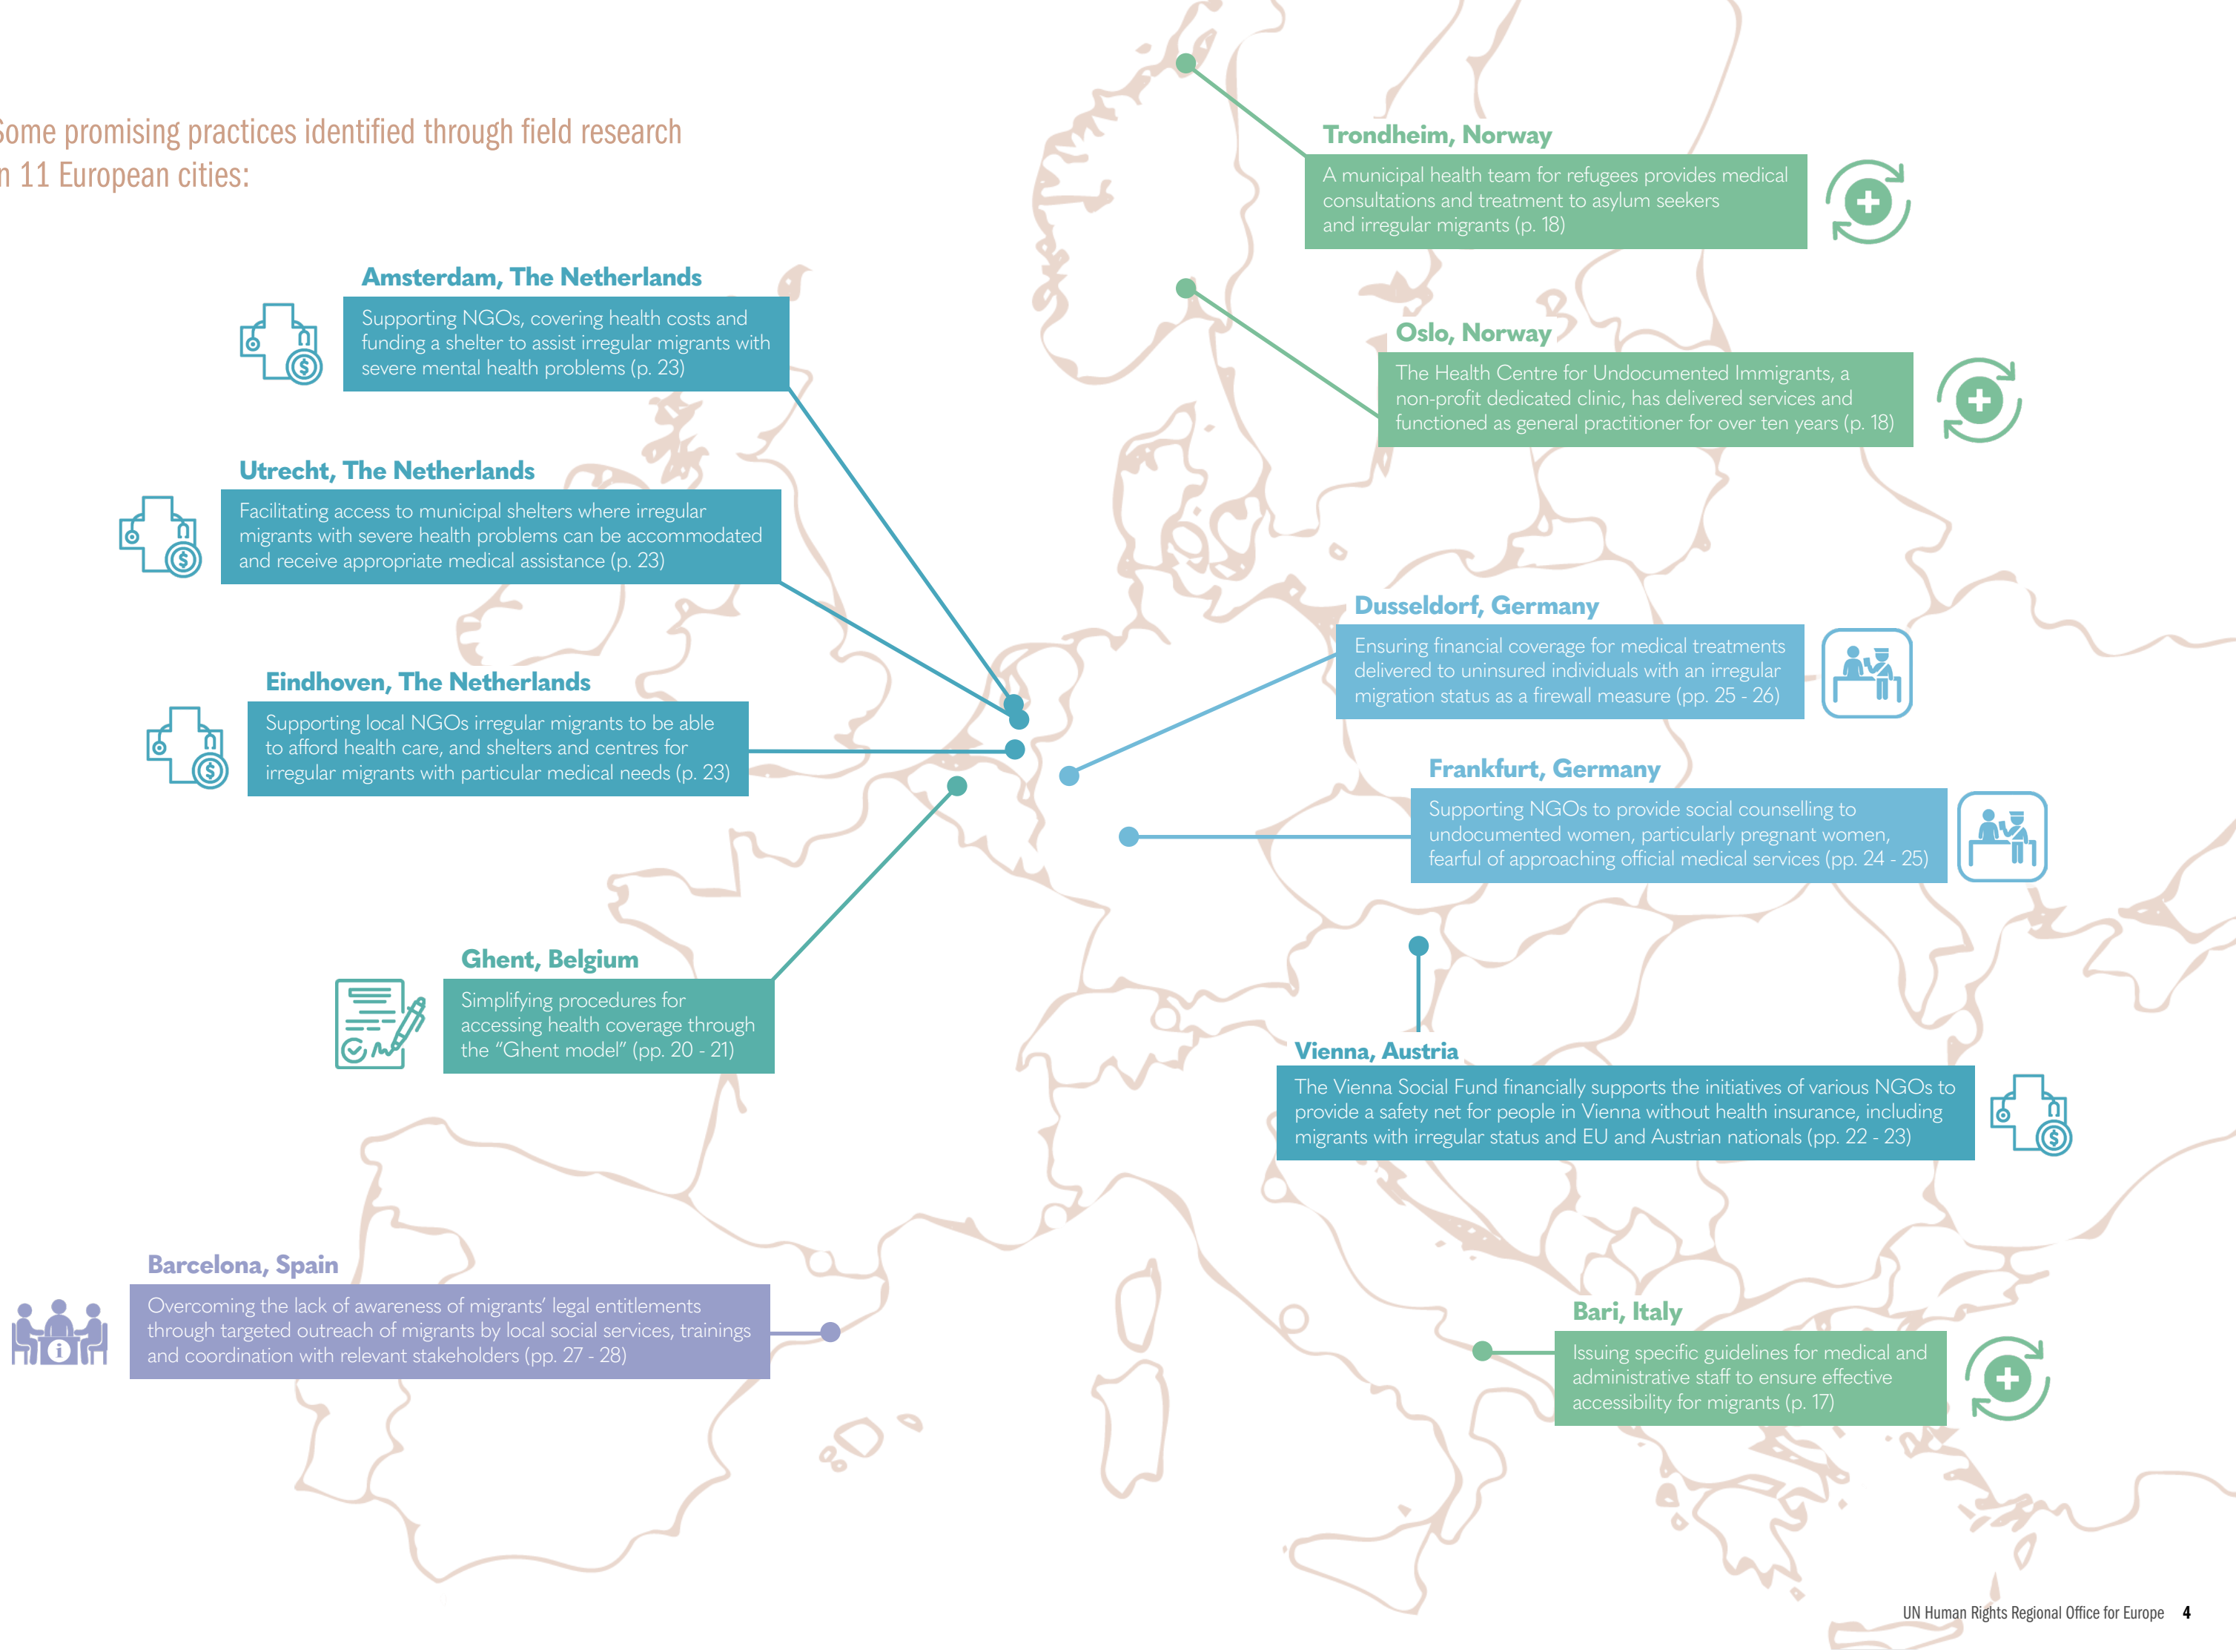 Some promising practices identified through field research
in 11 European cities:
Trondheim, Norway
A municipal health team for refugees provides medical
consultations and treatment to asylum seekers
and irregular migrants (p. 18)
Amsterdam, The Netherlands
Supporting NGOs, covering health costs and
funding a shelter to assist irregular migrants with
severe mental health problems (p. 23)
Oslo, Norway
The Health Centre for Undocumented Immigrants, a
non-profit dedicated clinic, has delivered services and
functioned as general practitioner for over ten years (p. 18)
Utrecht, The Netherlands
Facilitating access to municipal shelters where irregular
migrants with severe health problems can be accommodated
and receive appropriate medical assistance (p. 23)
Dusseldorf, Germany
Ensuring financial coverage for medical treatments
delivered to uninsured individuals with an irregular
migration status as a firewall measure (pp. 25 - 26)
Eindhoven, The Netherlands
Supporting local NGOs irregular migrants to be able
to afford health care, and shelters and centres for
irregular migrants with particular medical needs (p. 23)
Frankfurt, Germany
Supporting NGOs to provide social counselling to
undocumented women, particularly pregnant women,
fearful of approaching official medical services (pp. 24 - 25)
Ghent, Belgium
Simplifying procedures for
accessing health coverage through
the “Ghent model” (pp. 20 - 21)
Vienna, Austria
The Vienna Social Fund financially supports the initiatives of various NGOs to
provide a safety net for people in Vienna without health insurance, including
migrants with irregular status and EU and Austrian nationals (pp. 22 - 23)
Barcelona, Spain
Overcoming the lack of awareness of migrants’ legal entitlements
through targeted outreach of migrants by local social services, trainings
and coordination with relevant stakeholders (pp. 27 - 28)
Bari, Italy
Issuing specific guidelines for medical and
administrative staff to ensure effective
accessibility for migrants (p. 17)
UN Human Rights Regional Office for Europe 4